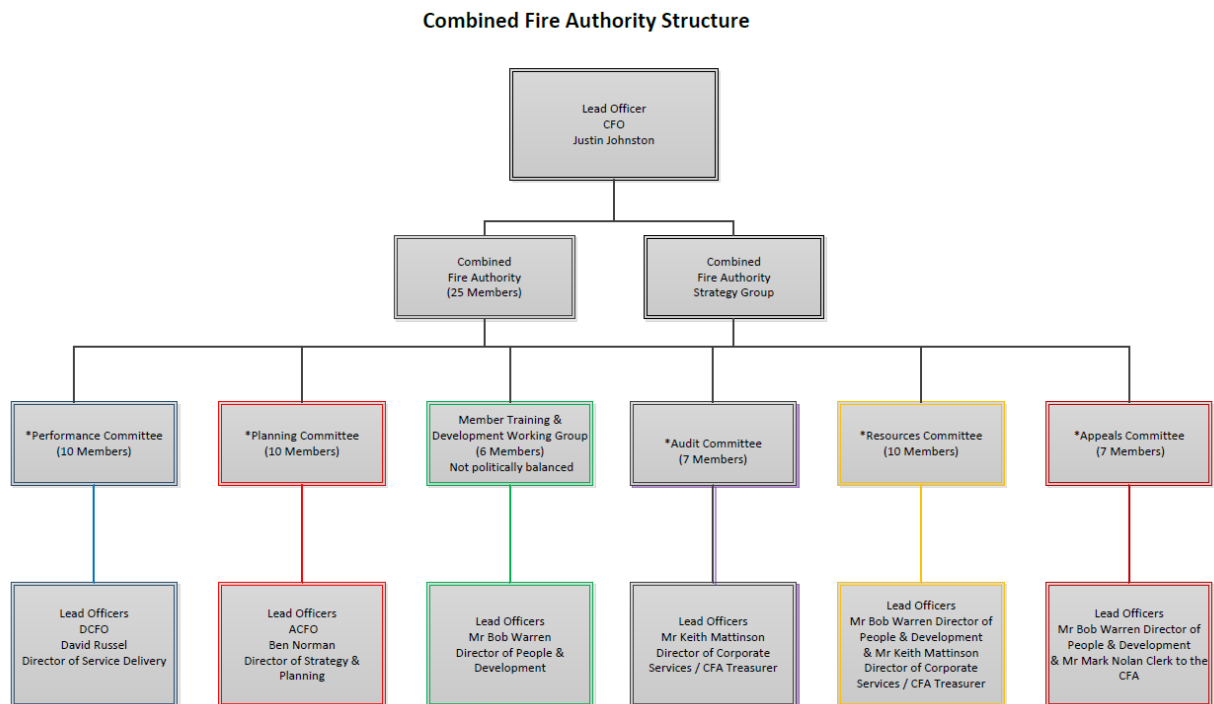 Combined Fire Authority Structure
Lead Officer
CFO
Justin Johnston
Combined
Fire Authority
(25 Members)
Combined
Fire Authority
Strategy Group
*Performance Committee
(10 Members)
*Planning Committee
(10 Members)
Member Training &
Development Working Group
(6 Members)
Not politically balanced
*Audit Committee
(7 Members)
*Resources Committee
(10 Members)
*Appeals Committee
(7 Members)
Lead Officers
DCFO
David Russel
Director of Service Delivery
Lead Officers
ACFO
Ben Norman
Director of Strategy &
Planning
Lead Officers
Mr Bob Warren
Director of People &
Development
Lead Officers
Mr Keith Mattinson
Director of Corporate
Services / CFA Treasurer
Lead Officers
Mr Bob Warren Director of
People & Development
& Mr Keith Mattinson
Director of Corporate
Services / CFA Treasurer
Lead Officers
Mr Bob Warren Director of
People & Development
& Mr Mark Nolan Clerk to the
CFA